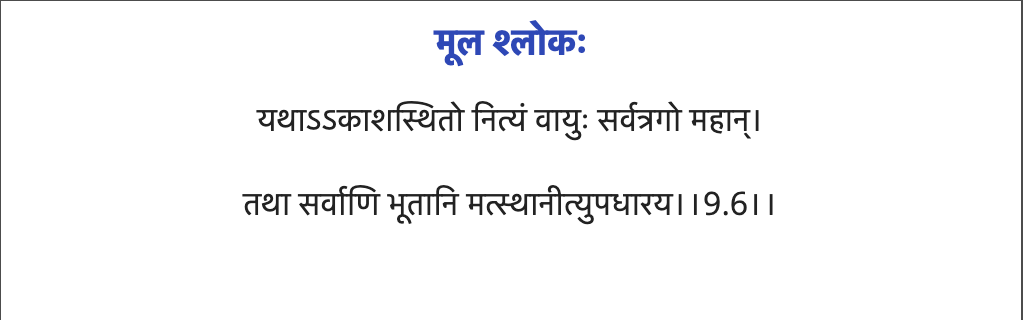 मूल श्लोकः
यथाऽऽकाशस्थितो नित्यं वायुः सर्वत्रगो महान्।
तथा सर्वाणि भूतानि मत्स्थानीत्युपधारय।।9.6।।